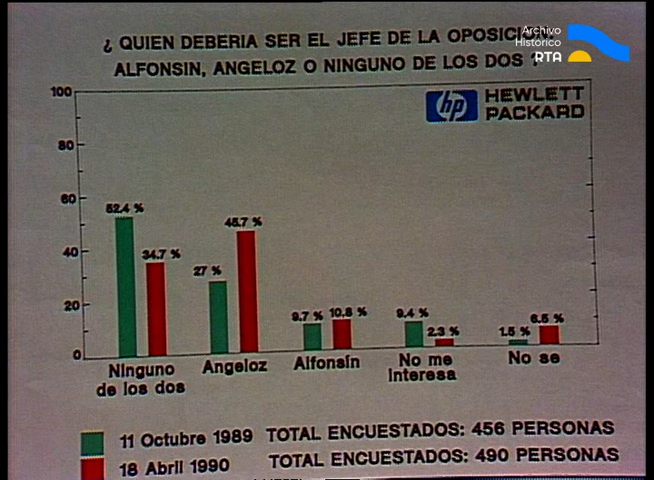 ¿ QUIEN DEBERIA SER EL JEFE DE LA OPOSICION:
ALFONSIN, ANGELOZ O NINGUNO DE LOS DOS ?
Archivo
Histórico
RTA
hp HEWLETT
PACKARD
100
80
60
40
20
0
52.4 %
34.7 %
27 %
45.7 %
9.7 %
10.8 %
9.4 %
2.3 %
1.5 %
6.5 %
Ninguno
de los dos
Angeloz
Alfonsín
No me
interesa
No se
11 Octubre 1989 TOTAL ENCUESTADOS: 456 PERSONAS
18 Abril 1990 TOTAL ENCUESTADOS: 490 PERSONAS